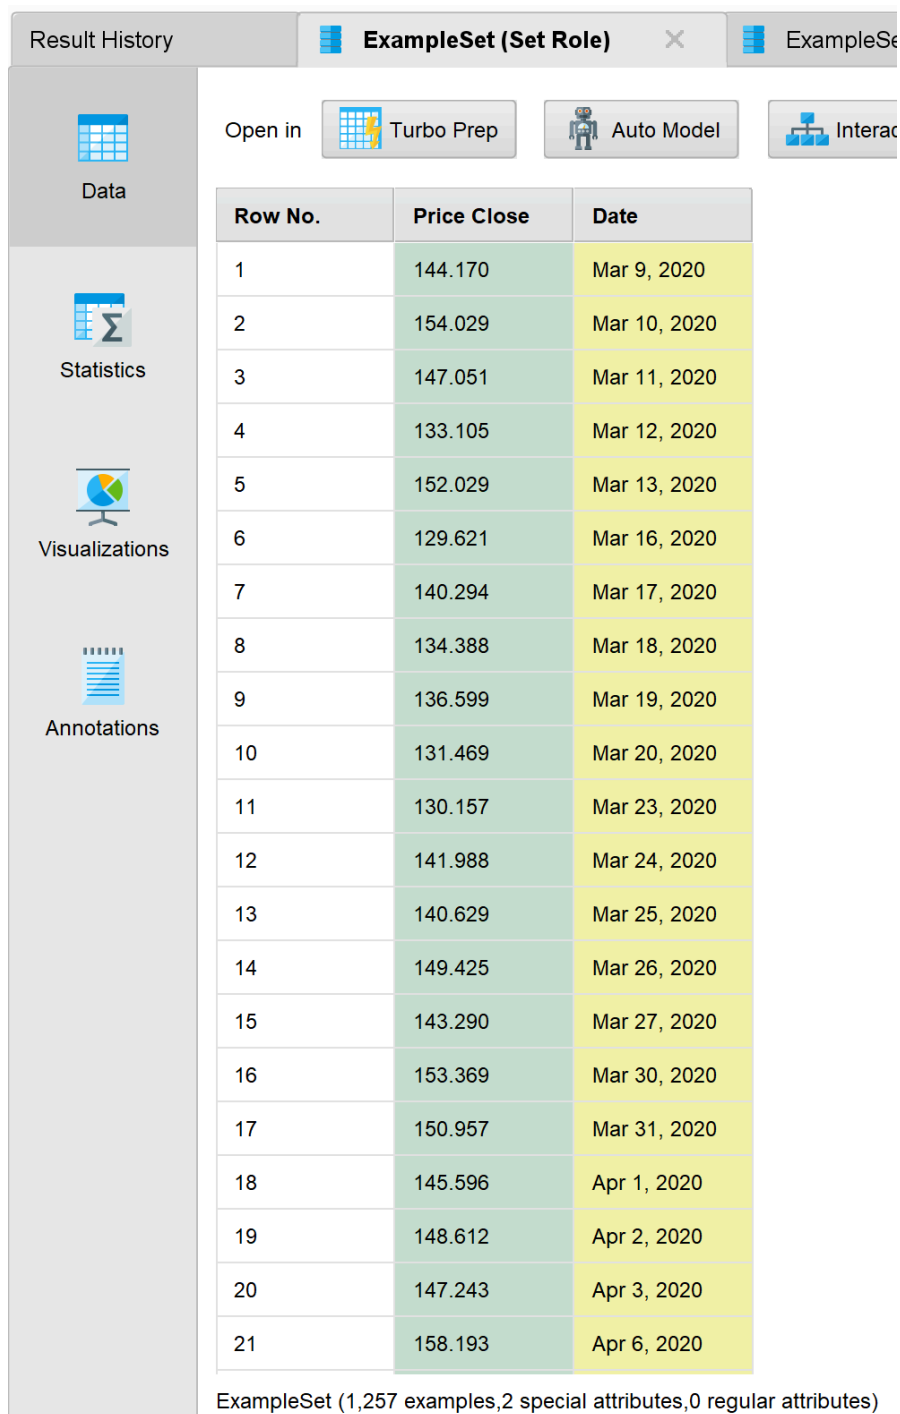 Result History ExampleSet (Set Role) ExampleSe
Open in Turbo Prep Auto Model Interac
Data
Statistics
Visualizations
Annotations
Row No. Price Close Date
1 144.170 Mar 9, 2020
2 154.029 Mar 10, 2020
3 147.051 Mar 11, 2020
4 133.105 Mar 12, 2020
5 152.029 Mar 13, 2020
6 129.621 Mar 16, 2020
7 140.294 Mar 17, 2020
8 134.388 Mar 18, 2020
9 136.599 Mar 19, 2020
10 131.469 Mar 20, 2020
11 130.157 Mar 23, 2020
12 141.988 Mar 24, 2020
13 140.629 Mar 25, 2020
14 149.425 Mar 26, 2020
15 143.290 Mar 27, 2020
16 153.369 Mar 30, 2020
17 150.957 Mar 31, 2020
18 145.596 Apr 1, 2020
19 148.612 Apr 2, 2020
20 147.243 Apr 3, 2020
21 158.193 Apr 6, 2020
ExampleSet (1,257 examples,2 special attributes,0 regular attributes)